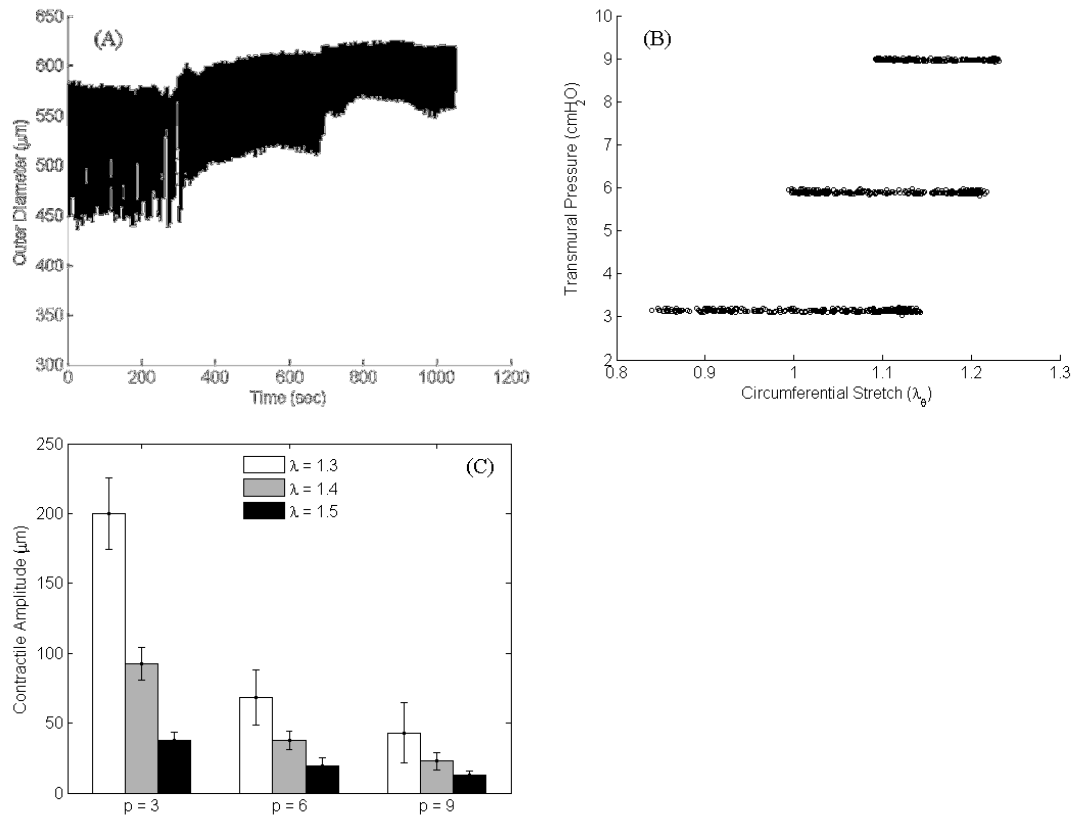 (A)
Outer Diameter (μm)
650
600
550
500
450
400
350
300
0
200
400
600
800
1000
1200
Time (sec)
(B)
Transmural Pressure (cmH2O)
10
9
8
7
6
5
4
3
2
0.8
0.9
1
1.1
1.2
1.3
Circumferential Stretch (λθ)
(C)
Contractile Amplitude (μm)
250
200
150
100
50
0
λ = 1.3
λ = 1.4
λ = 1.5
p = 3
p = 6
p = 9